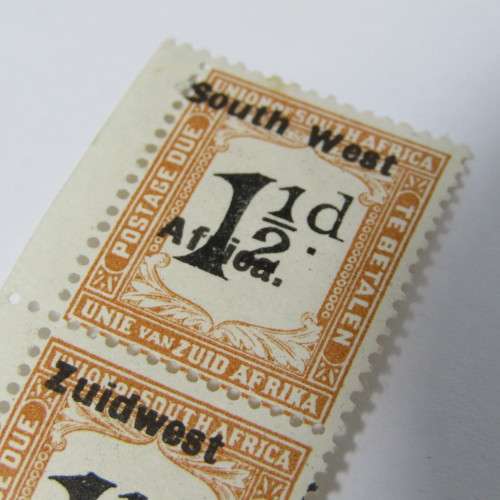 UNION OF SOUTH AFRICA
South West
POSTAGE DUE
1½d.
TE BETALEN
Africa.
UNIE VAN ZUID AFRIKA
UNION OF SOUTH AFRICA
Zuidwest
DUE